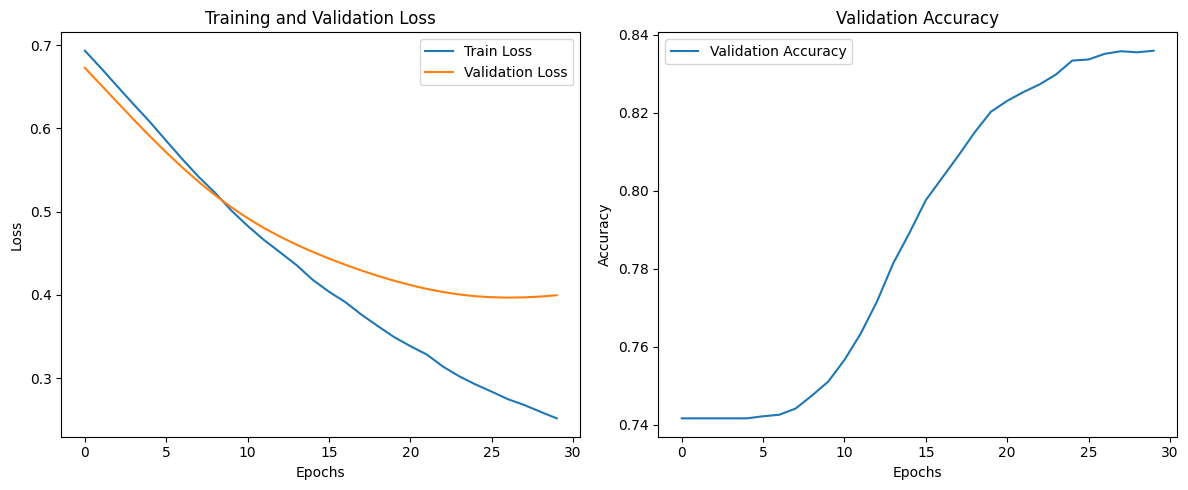 Training and Validation Loss
Train Loss
Validation Loss
0.7
0.6
0.5
0.4
0.3
Loss
0 5 10 15 20 25 30
Epochs
Validation Accuracy
Validation Accuracy
0.84
0.82
0.80
0.78
0.76
0.74
Accuracy
0 5 10 15 20 25 30
Epochs